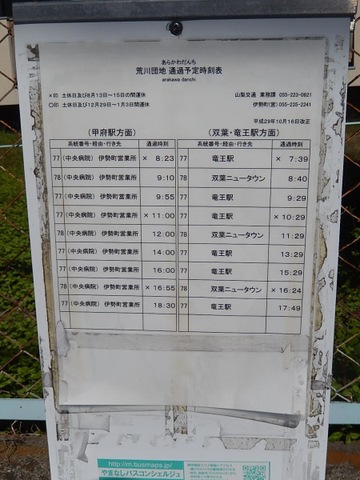 あらかわだんち
荒川団地 通過予定時刻表
arakawa danchi
×印 土休日及び8月13日～15日の間運休
○印 土休日及び12月29日～1月3日間運休
山梨交通 業務課 055-223-0821
伊勢町(営)055-235-2241
平成29年10月16日改正
(甲府駅方面) (双葉・竜王駅方面)
系統番号・経由・行き先 通過時刻 系統番号・経由・行き先 通過時刻
77 (中央病院) 伊勢町営業所 × 8:23 77 竜王駅 × 7:39
78 (中央病院) 伊勢町営業所 9:10 78 双葉ニュータウン 8:40
77 (中央病院) 伊勢町営業所 9:55 77 竜王駅 9:29
77 (中央病院) 伊勢町営業所 × 11:00 77 竜王駅 × 10:29
78 (中央病院) 伊勢町営業所 12:00 78 双葉ニュータウン 11:29
77 (中央病院) 伊勢町営業所 14:00 77 竜王駅 13:29
77 (中央病院) 伊勢町営業所 16:00 77 竜王駅 15:29
78 (中央病院) 伊勢町営業所 × 16:55 78 双葉ニュータウン × 16:24
77 (中央病院) 伊勢町営業所 18:30 77 竜王駅 17:49
http://m.busmaps.jp/
やまなしバスコンシェルジュ